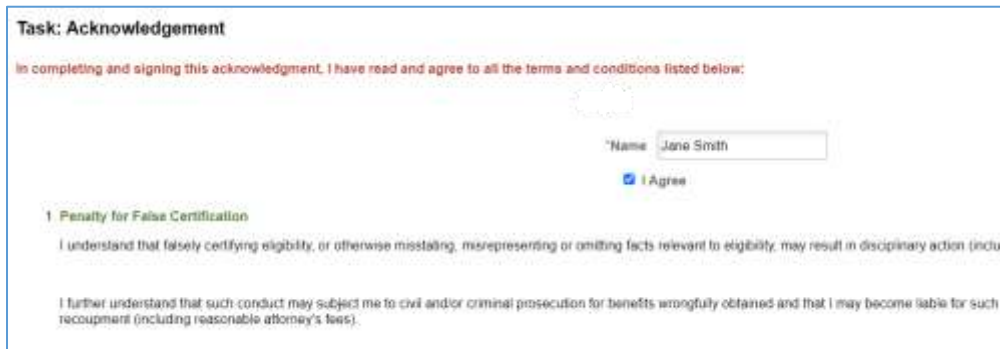 Task: Acknowledgement
In completing and signing this acknowledgment, I have read and agree to all the terms and conditions listed below:
*Name Jane Smith
I Agree
1 Penalty for False Certification
I understand that falsely certifying eligibility, or otherwise misstating, misrepresenting or omitting facts relevant to eligibility, may result in disciplinary action (inclu
I further understand that such conduct may subject me to civil and/or criminal prosecution for benefits wrongfully obtained and that I may become liable for such
recoupment (including reasonable attorney's fees).